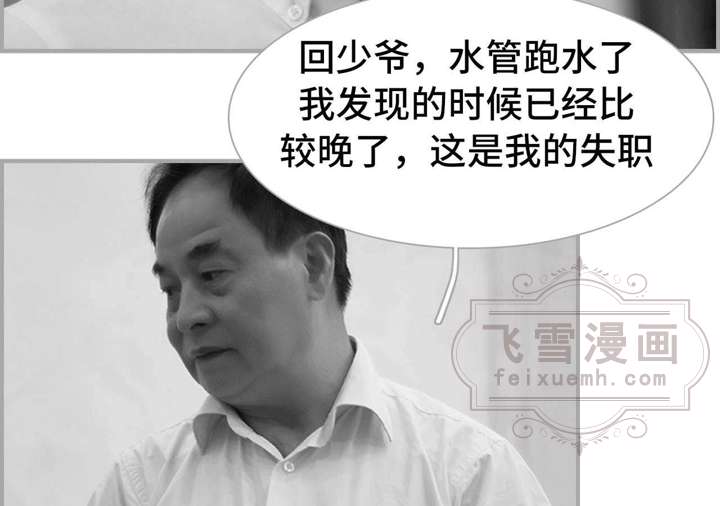 回少爷，水管跑水了
我发现的时候已经比
较晚了，这是我的失职
飞雪漫画
feixuemh.com